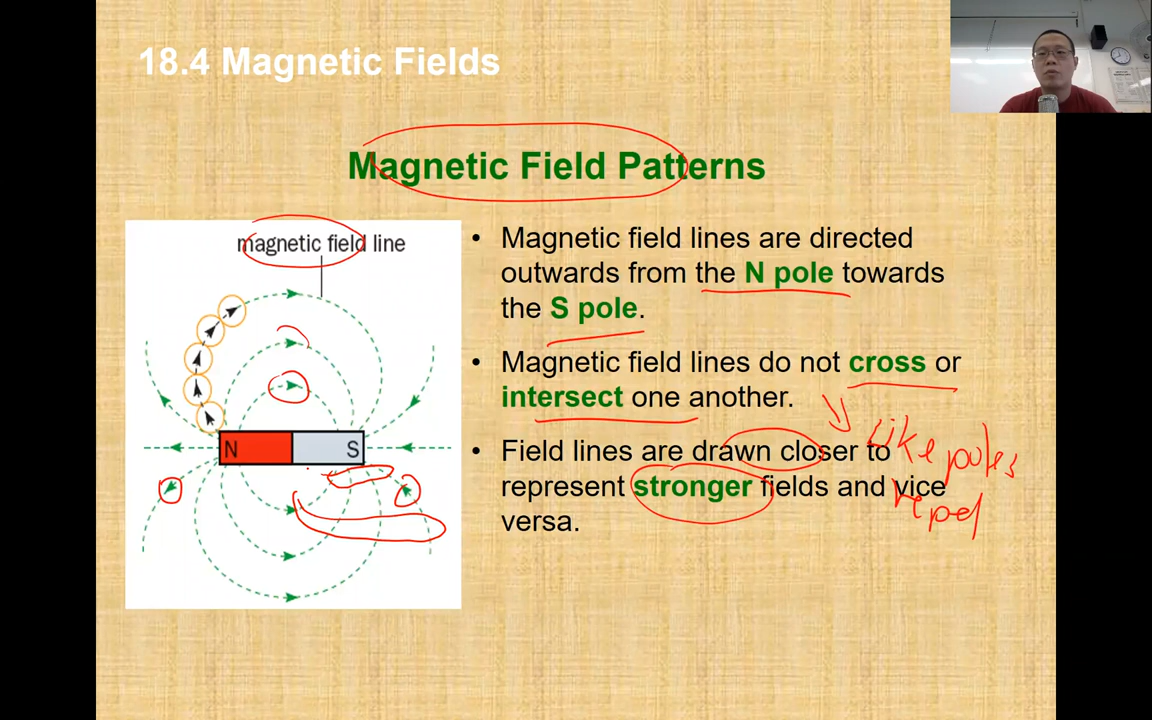 18.4 Magnetic Fields
Magnetic Field Patterns
magnetic field line
N
S
• Magnetic field lines are directed
outwards from the N pole towards
the S pole.
• Magnetic field lines do not cross or
intersect one another.
• Field lines are drawn closer to
represent stronger fields and vice
versa.
Like poles
repel